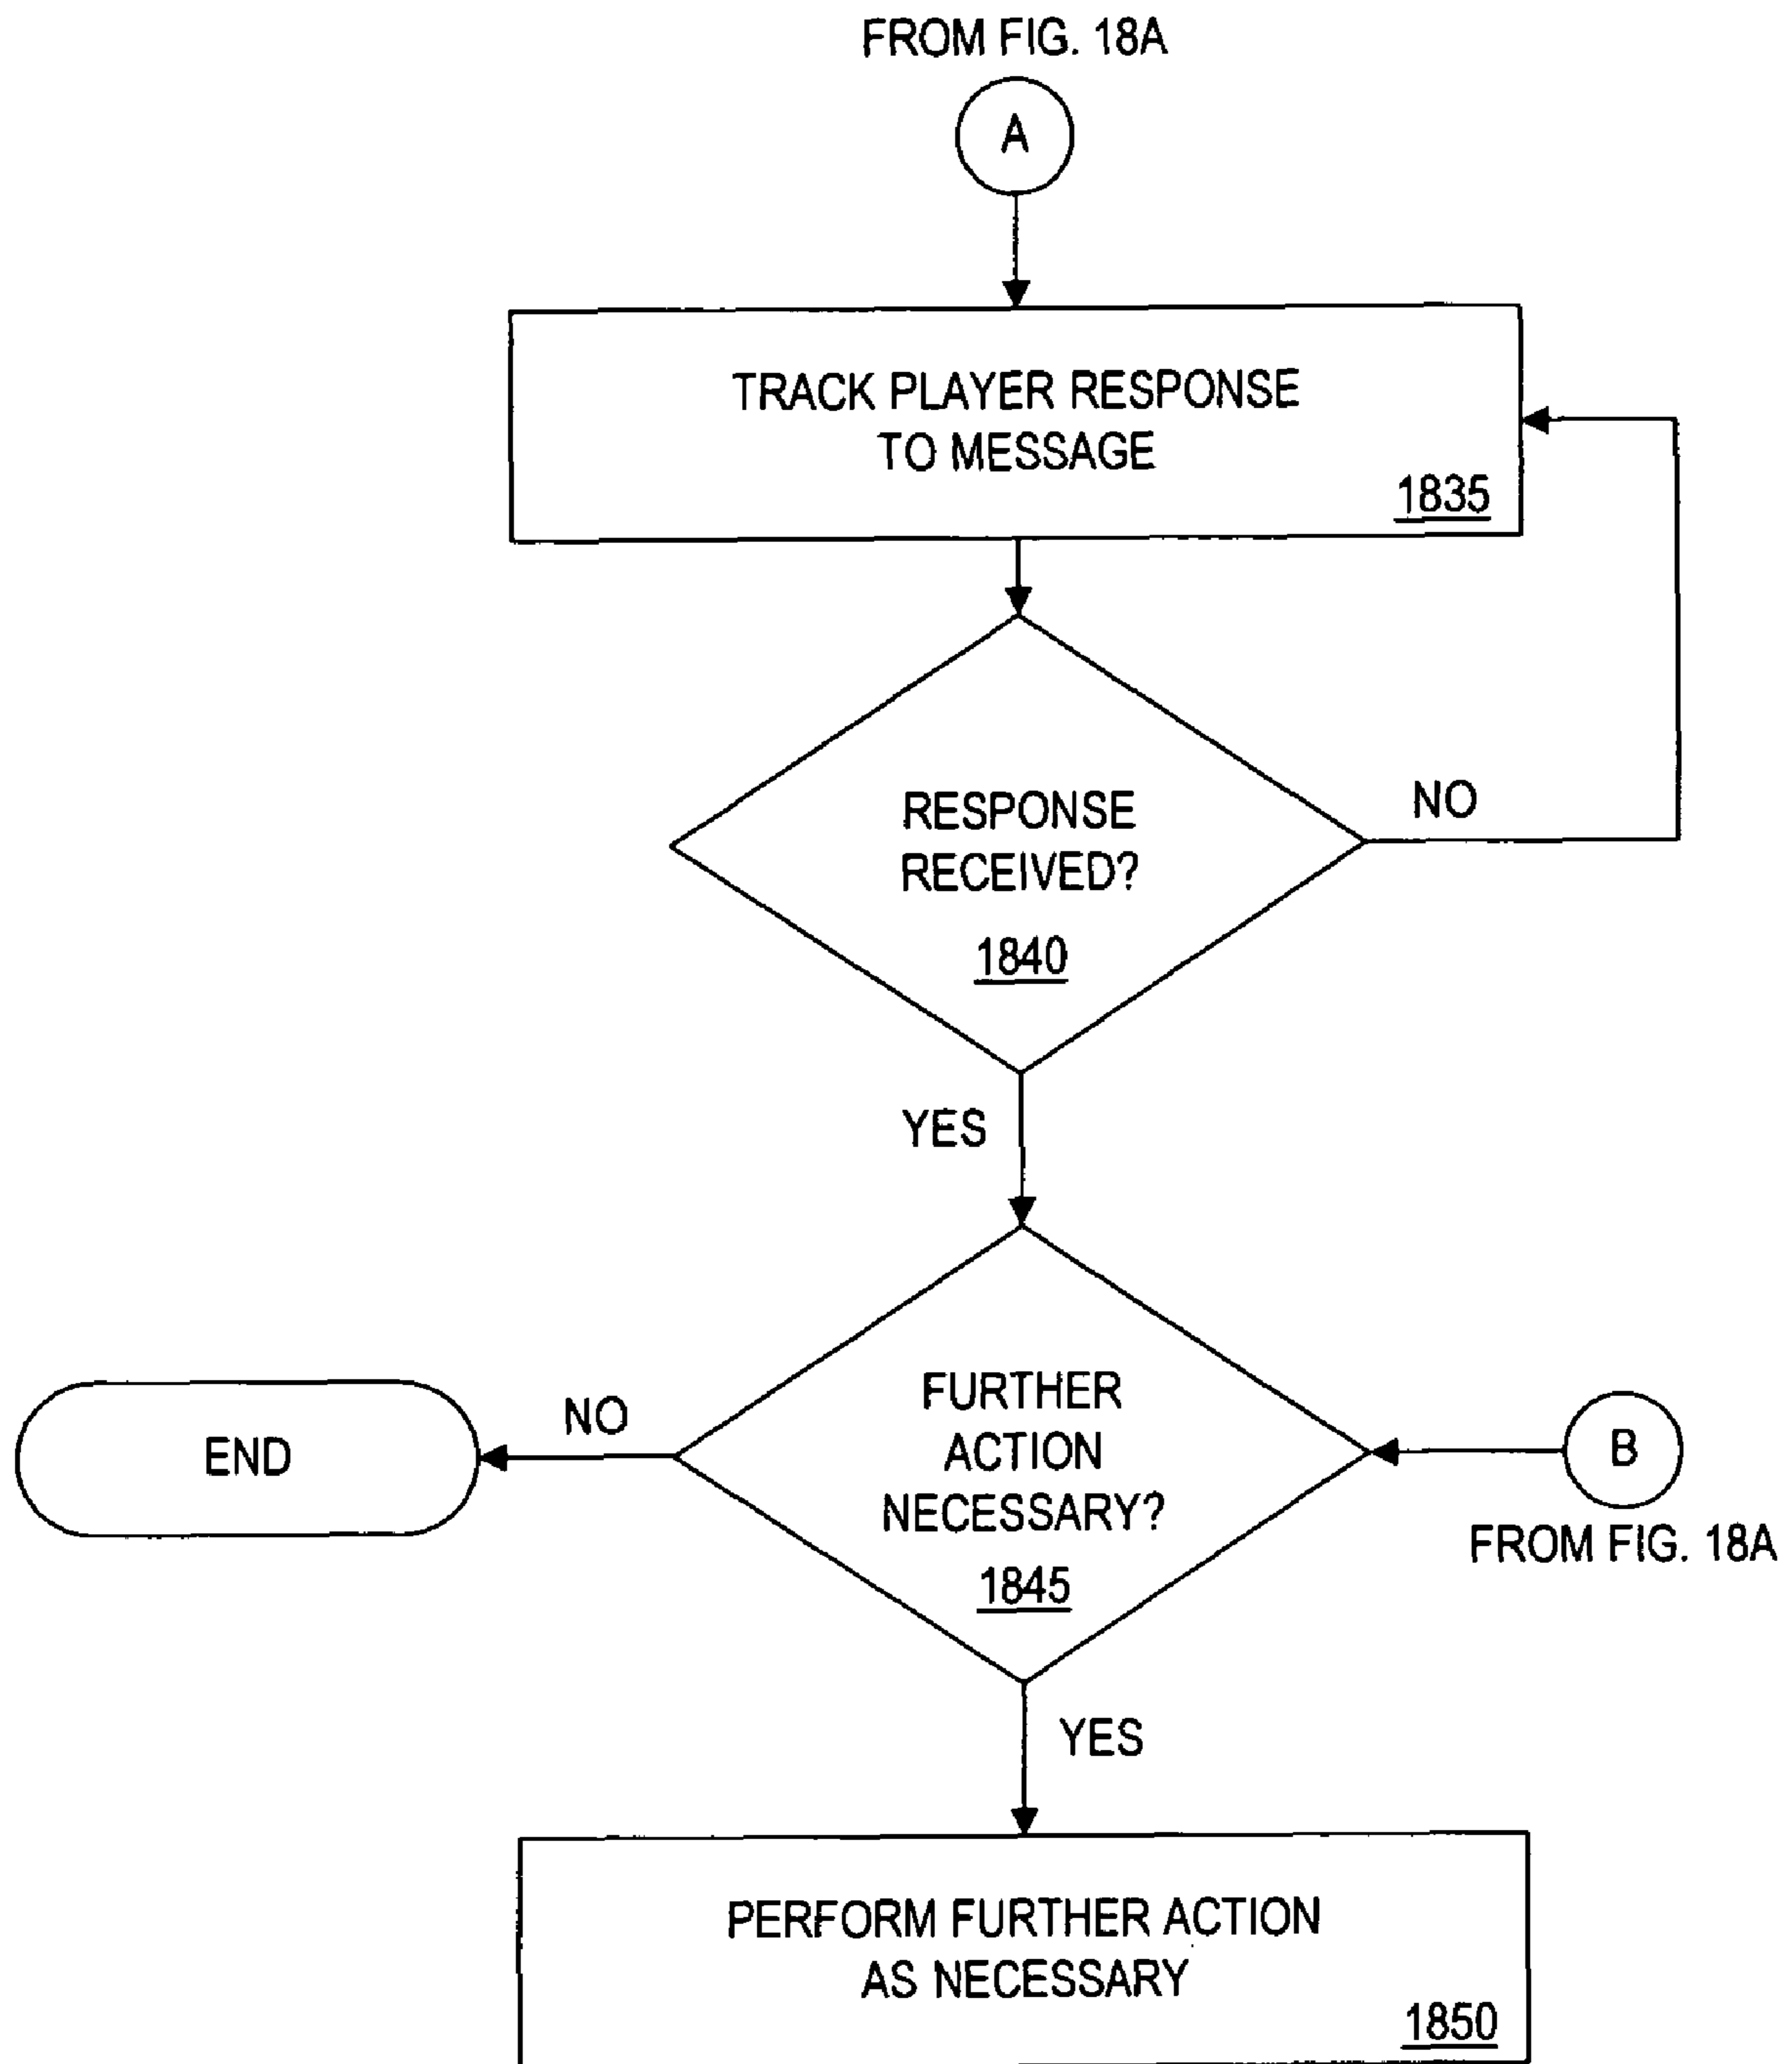 FROM FIG. 18A
A
TRACK PLAYER RESPONSE
TO MESSAGE
1835
RESPONSE
RECEIVED?
1840
NO
YES
FURTHER
ACTION
NECESSARY?
1845
NO
END
B
FROM FIG. 18A
YES
PERFORM FURTHER ACTION
AS NECESSARY
1850